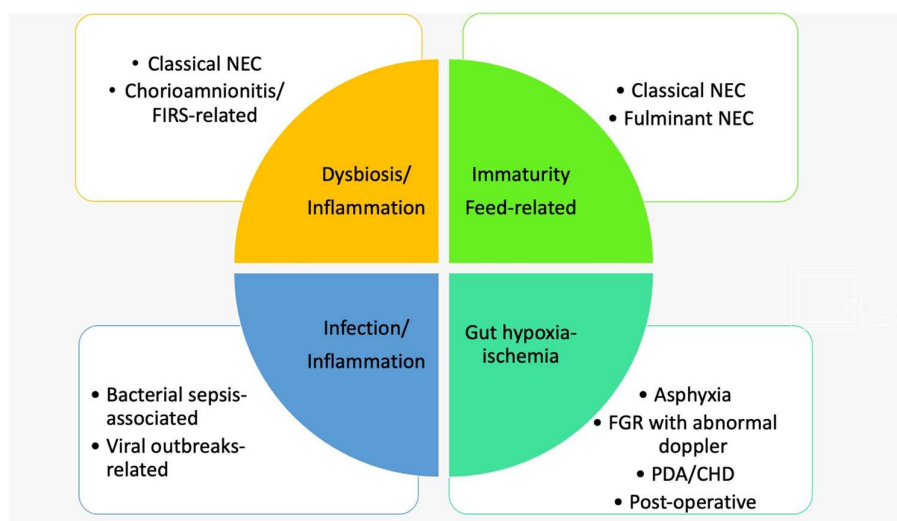 • Classical NEC
• Chorioamnionitis/
FIRS-related
• Classical NEC
• Fulminant NEC
Dysbiosis/
Inflammation
Immaturity
Feed-related
Infection/
Inflammation
Gut hypoxia-
ischemia
• Bacterial sepsis-
associated
• Viral outbreaks-
related
• Asphyxia
• FGR with abnormal
doppler
• PDA/CHD
• Post-operative